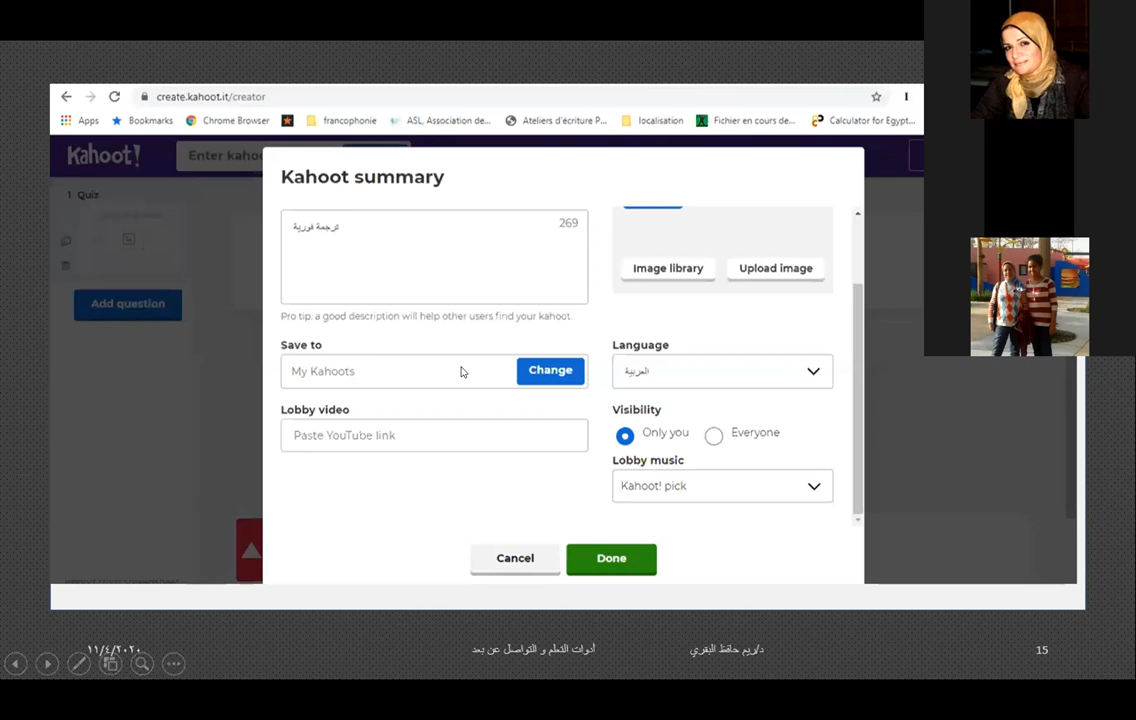 create.kahoot.it/creator
Apps Bookmarks Chrome Browser francophonie ASL, Association de... Ateliers d'écriture P... localisation Fichier en cours de... Calculator for Egypt...
Kahoot! Enter kahoo
Kahoot summary
1 Quiz
ترجمة فورية
269
Image library Upload image
Add question
Pro tip: a good description will help other users find your kahoot.
Save to
My Kahoots Change
Language
العربية
Lobby video
Paste YouTube link
Visibility
Only you Everyone
Lobby music
Kahoot! pick
Cancel Done
١١/٤/٢٠٢٠ أدوات التعلم و التواصل عن بعد د/ريم حافظ البقري 15